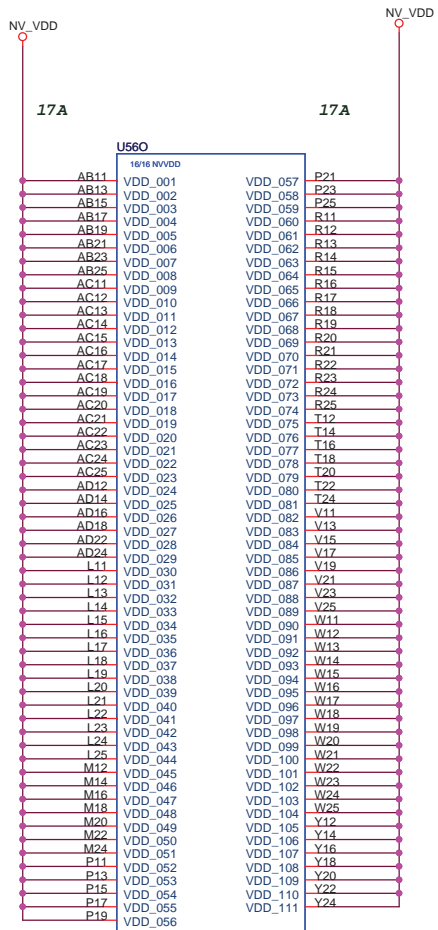 NV_VDD NV_VDD
17A 17A
U56O
16/16 NVVDD
AB11 VDD_001 VDD_057 P21
AB13 VDD_002 VDD_058 P23
AB15 VDD_003 VDD_059 P25
AB17 VDD_004 VDD_060 R11
AB19 VDD_005 VDD_061 R12
AB21 VDD_006 VDD_062 R13
AB23 VDD_007 VDD_063 R14
AB25 VDD_008 VDD_064 R15
AC11 VDD_009 VDD_065 R16
AC12 VDD_010 VDD_066 R17
AC13 VDD_011 VDD_067 R18
AC14 VDD_012 VDD_068 R19
AC15 VDD_013 VDD_069 R20
AC16 VDD_014 VDD_070 R21
AC17 VDD_015 VDD_071 R22
AC18 VDD_016 VDD_072 R23
AC19 VDD_017 VDD_073 R24
AC20 VDD_018 VDD_074 R25
AC21 VDD_019 VDD_075 T12
AC22 VDD_020 VDD_076 T14
AC23 VDD_021 VDD_077 T16
AC24 VDD_022 VDD_078 T18
AC25 VDD_023 VDD_079 T20
AD12 VDD_024 VDD_080 T22
AD14 VDD_025 VDD_081 T24
AD16 VDD_026 VDD_082 V11
AD18 VDD_027 VDD_083 V13
AD22 VDD_028 VDD_084 V15
AD24 VDD_029 VDD_085 V17
L11 VDD_030 VDD_086 V19
L12 VDD_031 VDD_087 V21
L13 VDD_032 VDD_088 V23
L14 VDD_033 VDD_089 V25
L15 VDD_034 VDD_090 W11
L16 VDD_035 VDD_091 W12
L17 VDD_036 VDD_092 W13
L18 VDD_037 VDD_093 W14
L19 VDD_038 VDD_094 W15
L20 VDD_039 VDD_095 W16
L21 VDD_040 VDD_096 W17
L22 VDD_041 VDD_097 W18
L23 VDD_042 VDD_098 W19
L24 VDD_043 VDD_099 W20
L25 VDD_044 VDD_100 W21
M12 VDD_045 VDD_101 W22
M14 VDD_046 VDD_102 W23
M16 VDD_047 VDD_103 W24
M18 VDD_048 VDD_104 W25
M20 VDD_049 VDD_105 Y12
M22 VDD_050 VDD_106 Y14
M24 VDD_051 VDD_107 Y16
P11 VDD_052 VDD_108 Y18
P13 VDD_053 VDD_109 Y20
P15 VDD_054 VDD_110 Y22
P17 VDD_055 VDD_111 Y24
P19 VDD_056